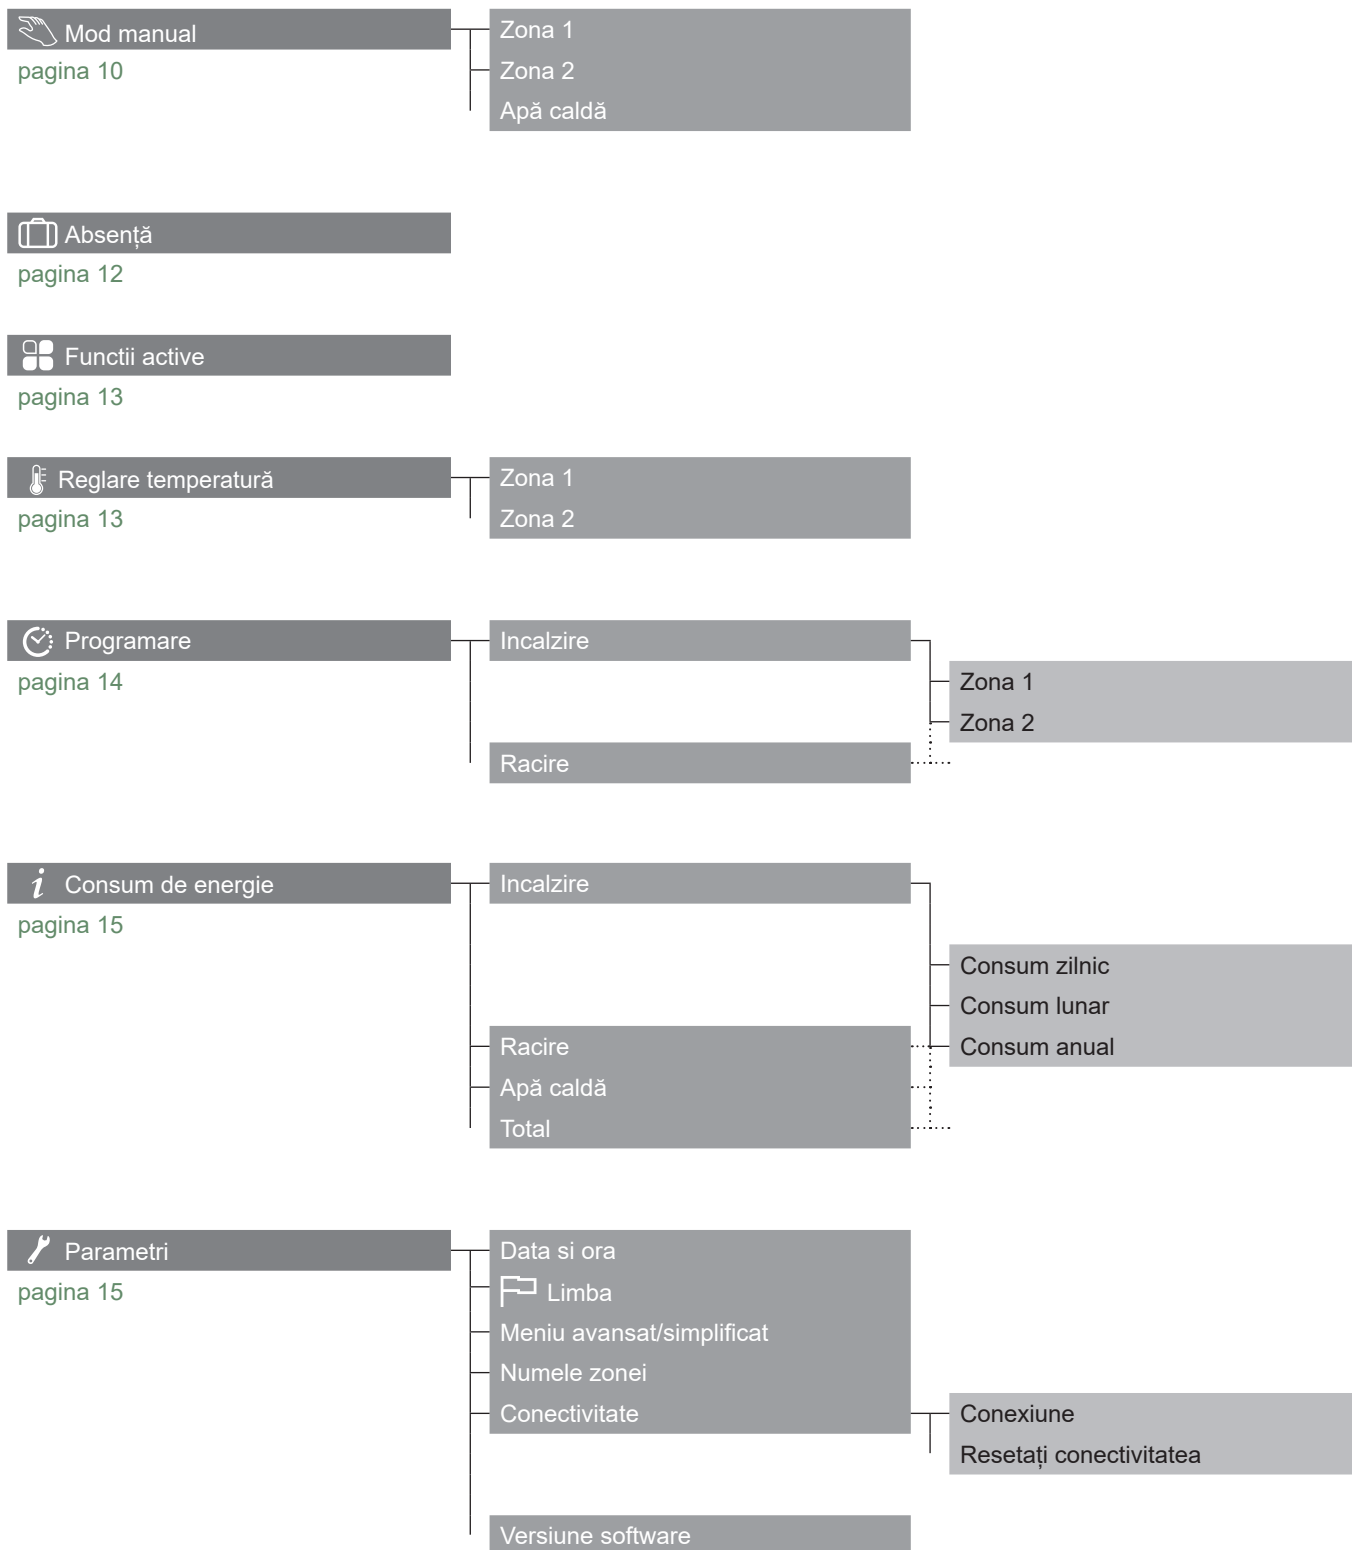 Mod manual
pagina 10
Zona 1
Zona 2
Apă caldă
Absență
pagina 12
Functii active
pagina 13
Reglare temperatură
pagina 13
Zona 1
Zona 2
Programare
pagina 14
Incalzire
Zona 1
Zona 2
Racire
Consum de energie
pagina 15
Incalzire
Consum zilnic
Consum lunar
Consum anual
Racire
Apă caldă
Total
Parametri
pagina 15
Data si ora
Limba
Meniu avansat/simplificat
Numele zonei
Conectivitate
Conexiune
Resetați conectivitatea
Versiune software